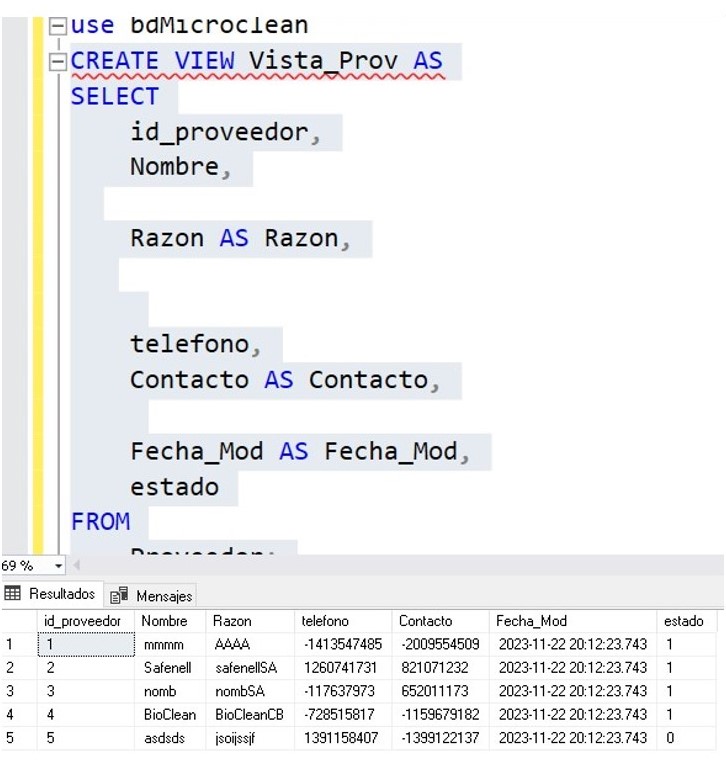 use bdMicroclean
CREATE VIEW Vista_Prov AS
SELECT
id_proveedor,
Nombre,
Razon AS Razon,
telefono,
Contacto AS Contacto,
Fecha_Mod AS Fecha_Mod,
estado
FROM
69 %
Resultados Mensajes
id_proveedor Nombre Razon telefono Contacto Fecha_Mod estado
1 1 mmmm AAAA -1413547485 -2009554509 2023-11-22 20:12:23.743 1
2 2 Safenell safenellSA 1260741731 821071232 2023-11-22 20:12:23.743 1
3 3 nomb nombSA -117637973 652011173 2023-11-22 20:12:23.743 1
4 4 BioClean BioCleanCB -728515817 -1159679182 2023-11-22 20:12:23.743 1
5 5 asdsds jsoijssjf 1391158407 -1399122137 2023-11-22 20:12:23.743 0